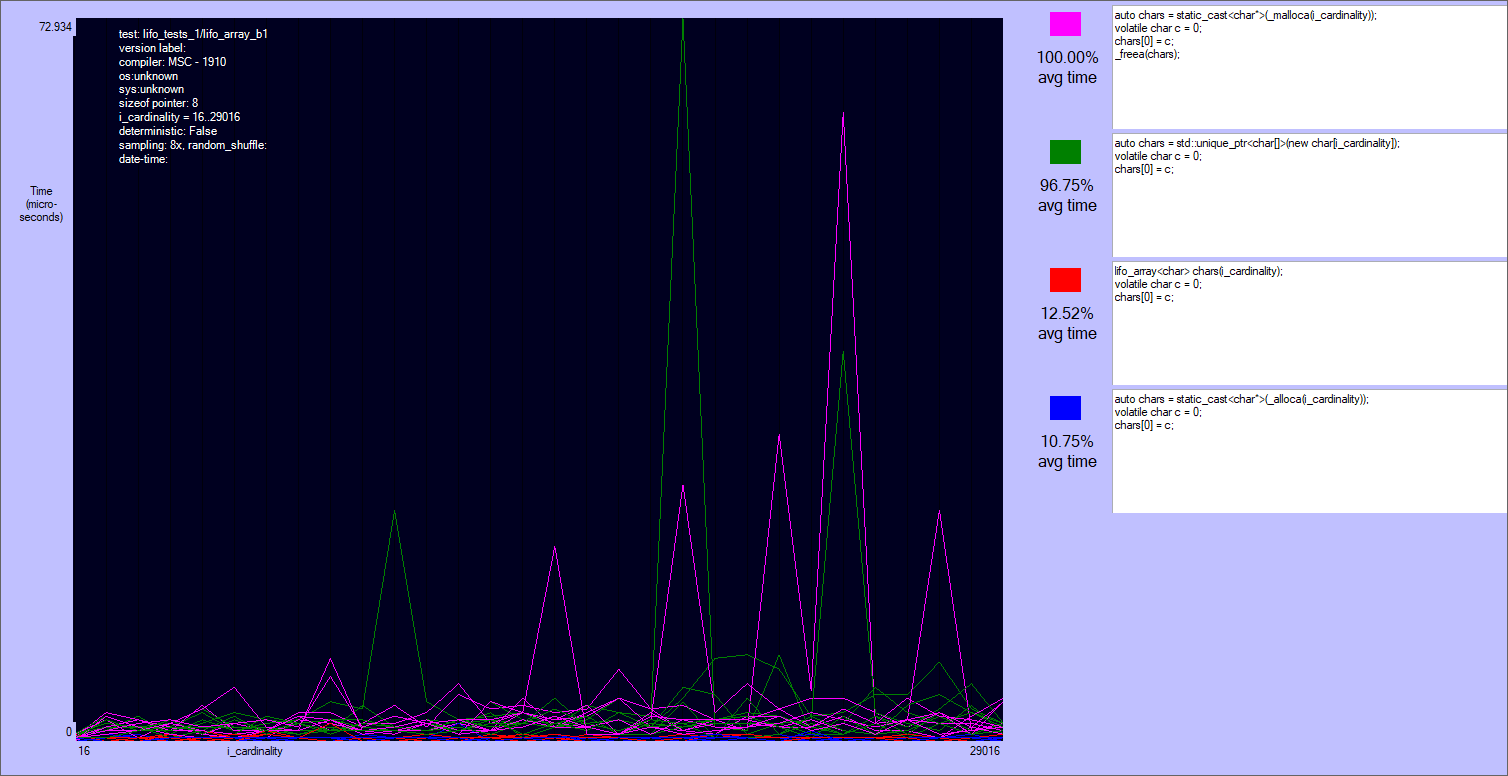 72.934
test: lifo_tests_1/lifo_array_b1
version label:
compiler: MSC - 1910
os:unknown
sys:unknown
sizeof pointer: 8
i_cardinality = 16..29016
deterministic: False
sampling: 8x, random_shuffle:
date-time:
Time
(micro-
seconds)
0
16
i_cardinality
29016
100.00%
avg time
auto chars = static_cast<char*>(_malloca(i_cardinality));
volatile char c = 0;
chars[0] = c;
_freea(chars);
96.75%
avg time
auto chars = std::unique_ptr<char[]>(new char[i_cardinality]);
volatile char c = 0;
chars[0] = c;
12.52%
avg time
lifo_array<char> chars(i_cardinality);
volatile char c = 0;
chars[0] = c;
10.75%
avg time
auto chars = static_cast<char*>(_alloca(i_cardinality));
volatile char c = 0;
chars[0] = c;